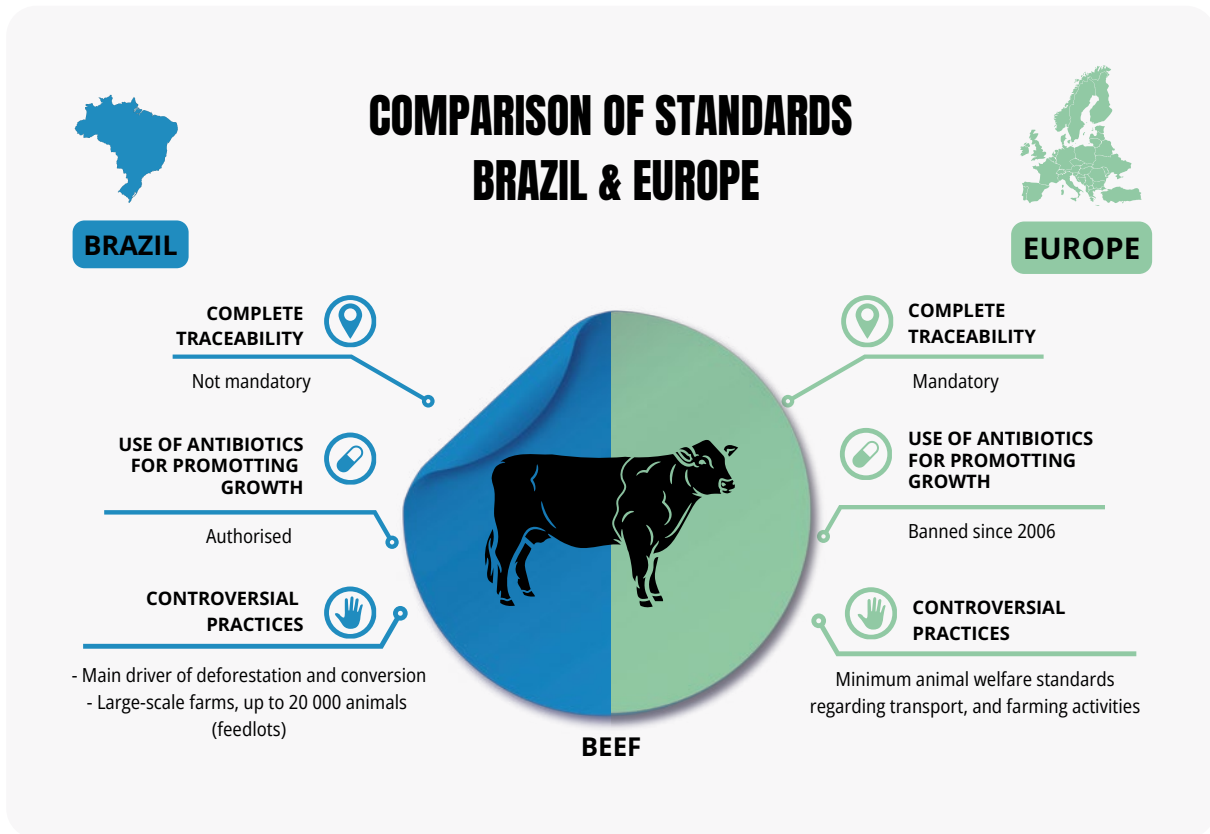 COMPARISON OF STANDARDS
BRAZIL & EUROPE
BRAZIL
COMPLETE
TRACEABILITY
Not mandatory
USE OF ANTIBIOTICS
FOR PROMOTTING
GROWTH
Authorised
CONTROVERSIAL
PRACTICES
- Main driver of deforestation and conversion
- Large-scale farms, up to 20 000 animals
(feedlots)
EUROPE
COMPLETE
TRACEABILITY
Mandatory
USE OF ANTIBIOTICS
FOR PROMOTTING
GROWTH
Banned since 2006
CONTROVERSIAL
PRACTICES
Minimum animal welfare standards
regarding transport, and farming activities
BEEF